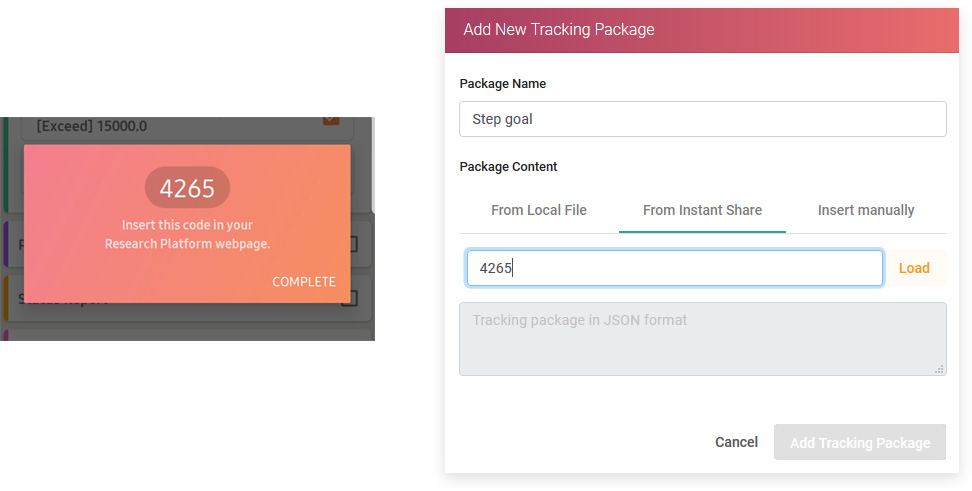 [Exceed] 15000.0
4265
Insert this code in your
Research Platform webpage.
COMPLETE
Add New Tracking Package
Package Name
Step goal
Package Content
From Local File
From Instant Share
Insert manually
4265
Load
Tracking package in JSON format
Cancel
Add Tracking Package